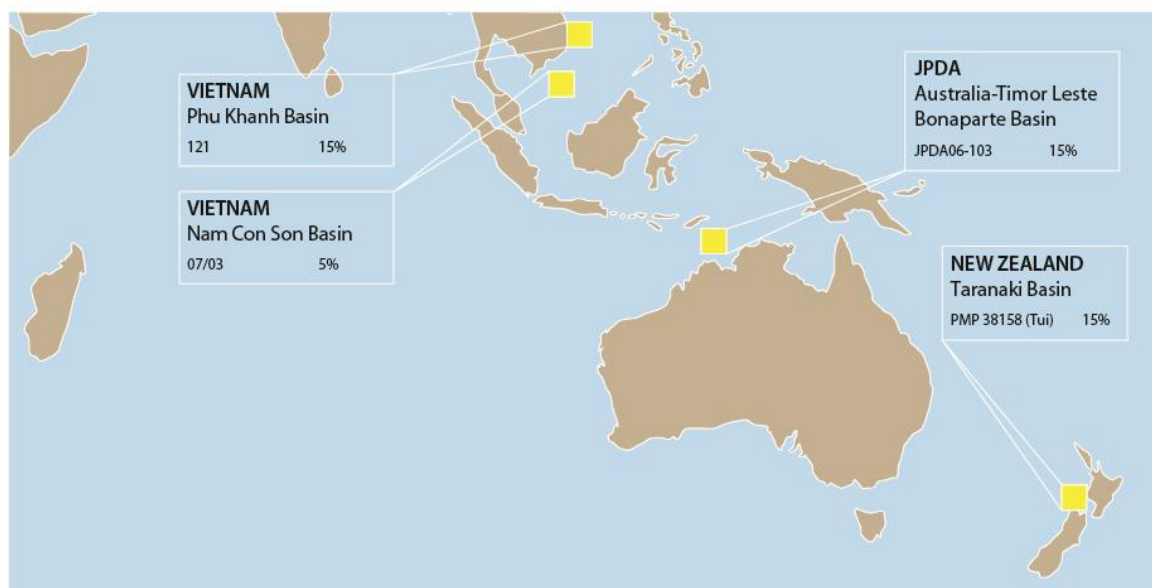 VIETNAM
Phu Khanh Basin
121 15%
VIETNAM
Nam Con Son Basin
07/03 5%
JPDA
Australia-Timor Leste
Bonaparte Basin
JPDA06-103 15%
NEW ZEALAND
Taranaki Basin
PMP 38158 (Tui) 15%